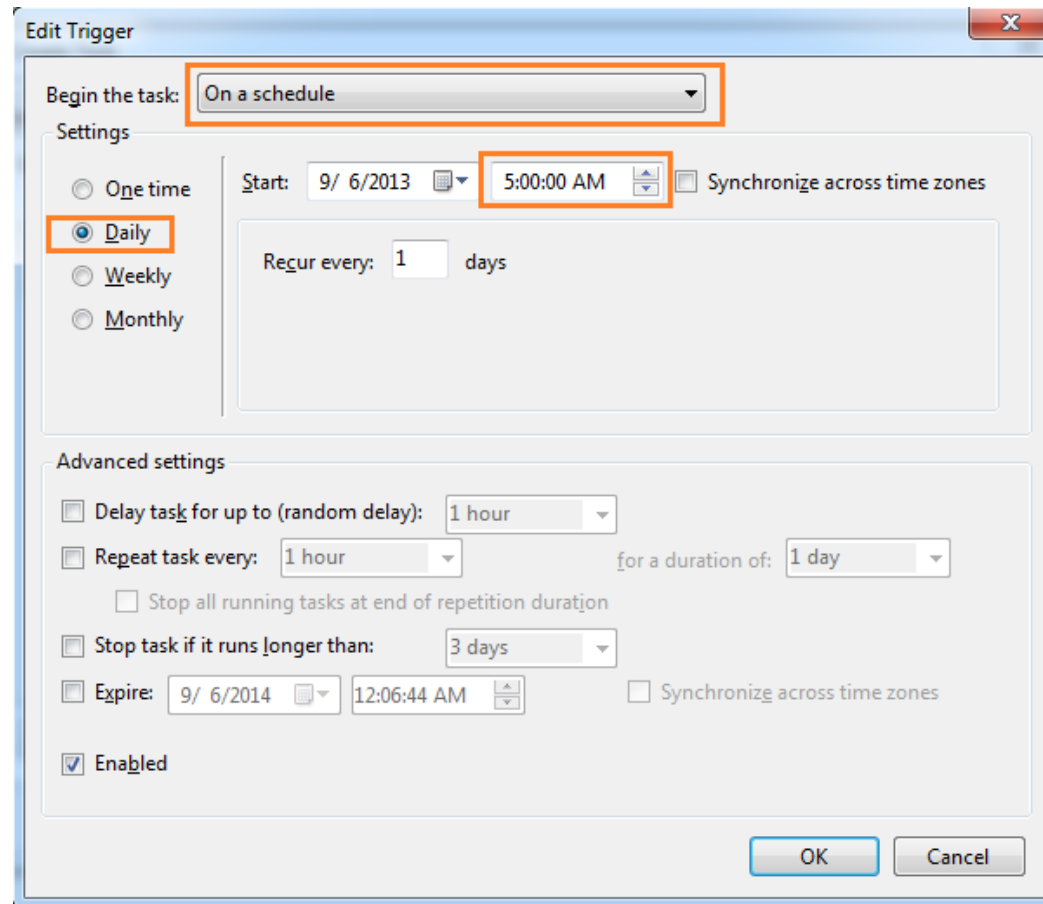 Edit Trigger
Begin the task: On a schedule
Settings
One time
Start: 9/ 6/2013 5:00:00 AM Synchronize across time zones
Daily
Recur every: 1 days
Weekly
Monthly
Advanced settings
Delay task for up to (random delay): 1 hour
Repeat task every: 1 hour for a duration of: 1 day
Stop all running tasks at end of repetition duration
Stop task if it runs longer than: 3 days
Expire: 9/ 6/2014 12:06:44 AM Synchronize across time zones
Enabled
OK Cancel